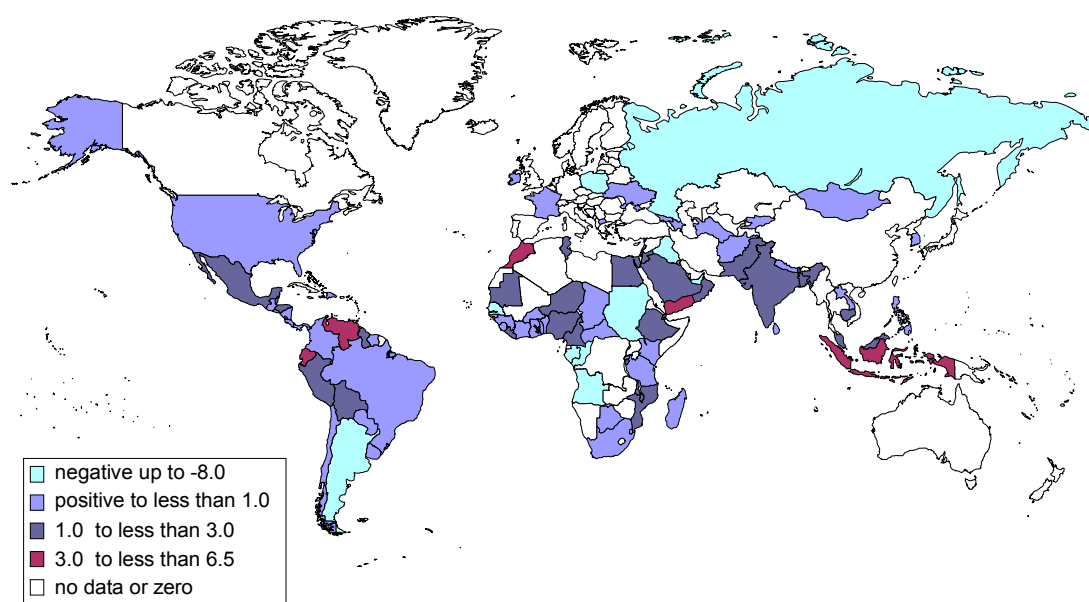 negative up to -8.0
positive to less than 1.0
1.0 to less than 3.0
3.0 to less than 6.5
no data or zero